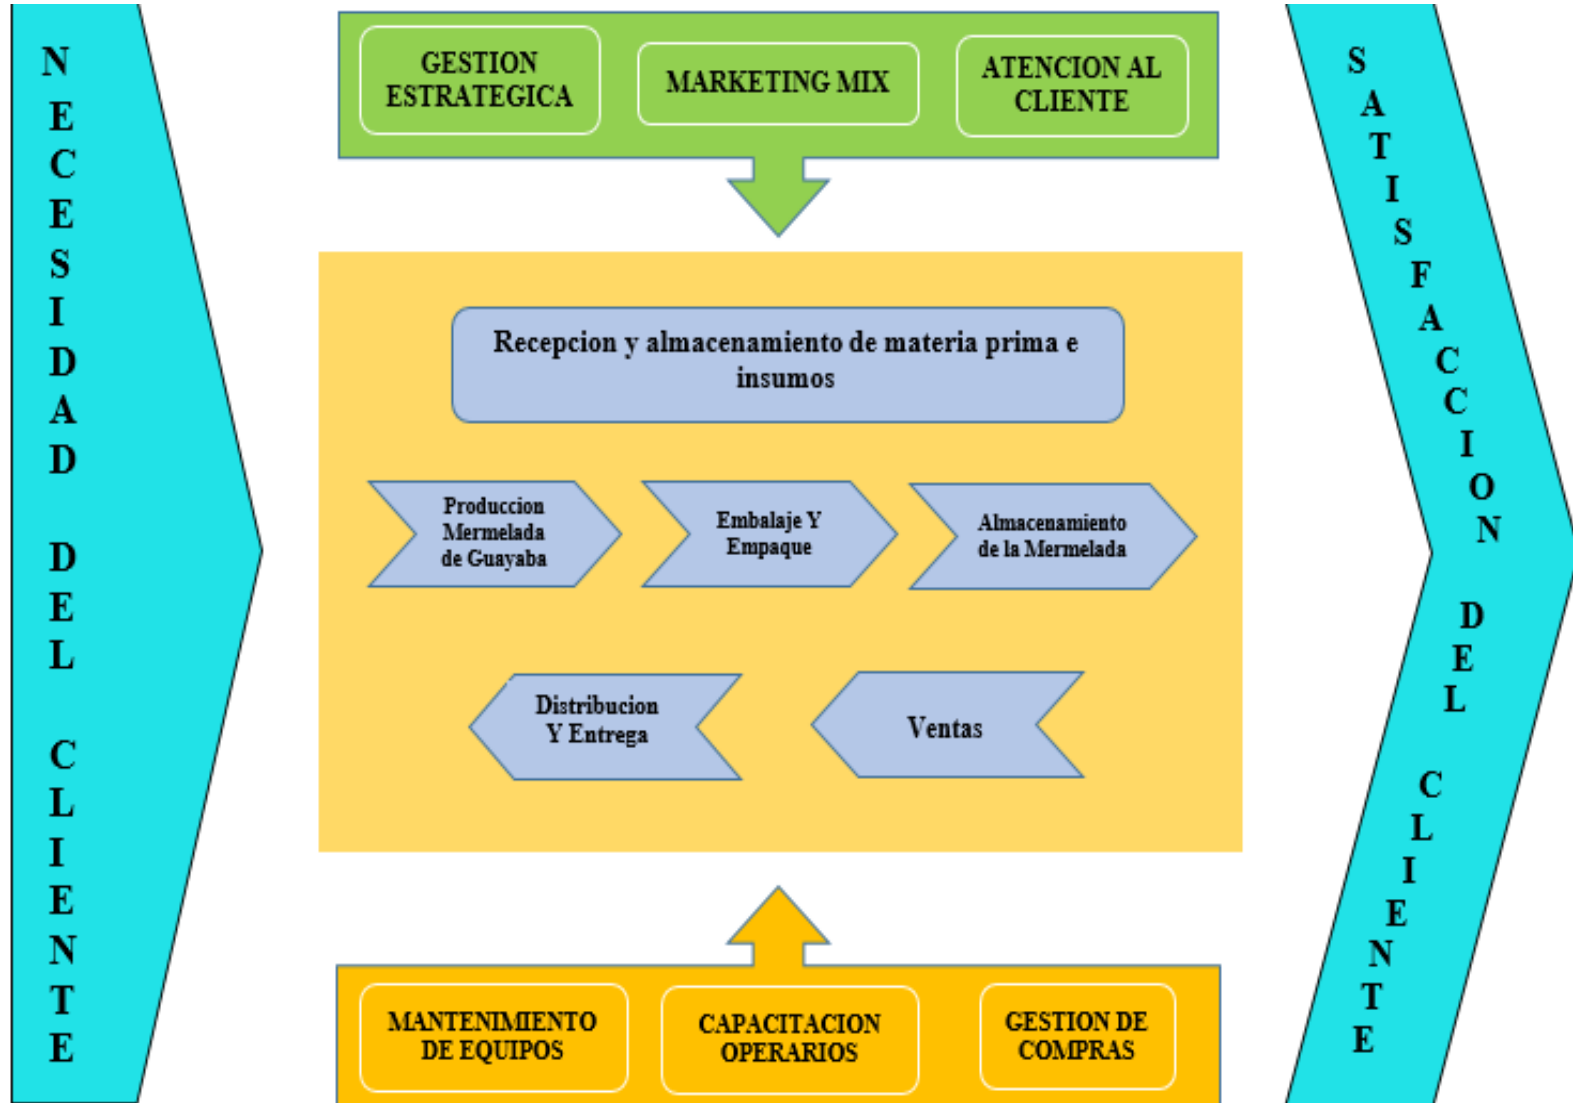 NECESIDAD DEL CLIENTE
GESTION
ESTRATEGICA
MARKETING MIX
ATENCION AL
CLIENTE
Recepcion y almacenamiento de materia prima e
insumos
Produccion
Mermelada
de Guayaba
Embalaje Y
Empaque
Almacenamiento
de la Mermelada
Distribucion
Y Entrega
Ventas
MANTENIMIENTO
DE EQUIPOS
CAPACITACION
OPERARIOS
GESTION DE
COMPRAS
SATISFACCION DEL CLIENTE